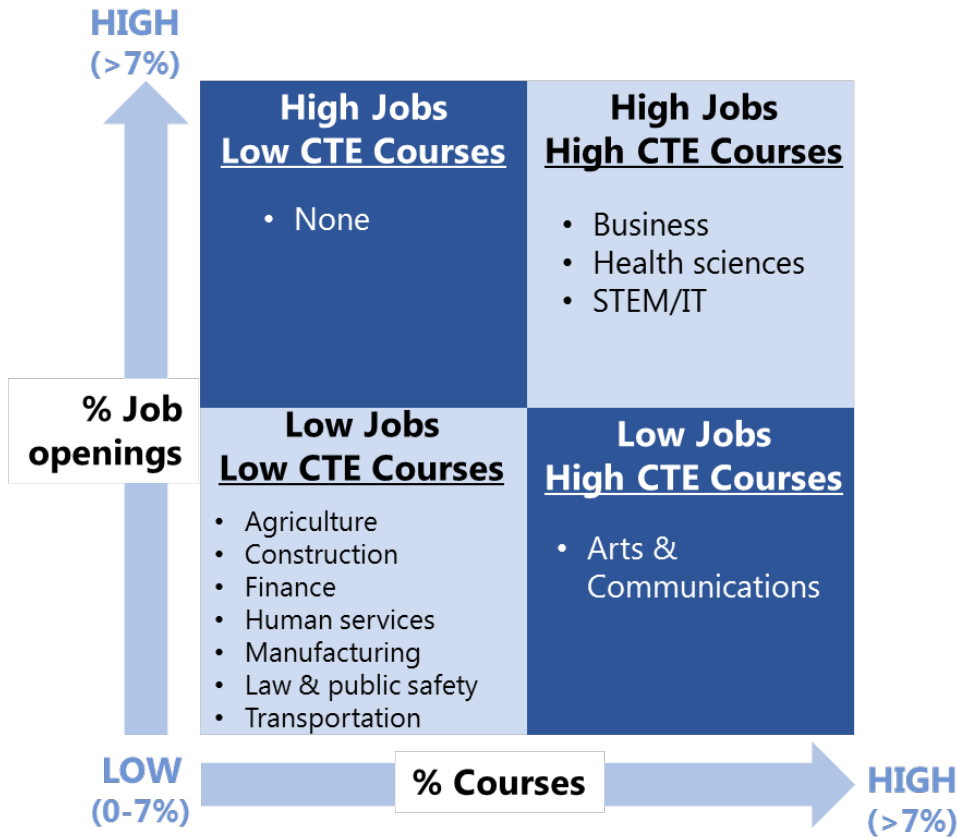 HIGH
(>7%)
High Jobs
Low CTE Courses
• None
High Jobs
High CTE Courses
• Business
• Health sciences
• STEM/IT
% Job
openings
Low Jobs
Low CTE Courses
• Agriculture
• Construction
• Finance
• Human services
• Manufacturing
• Law & public safety
• Transportation
Low Jobs
High CTE Courses
• Arts &
Communications
LOW
(0-7%)
% Courses
HIGH
(>7%)